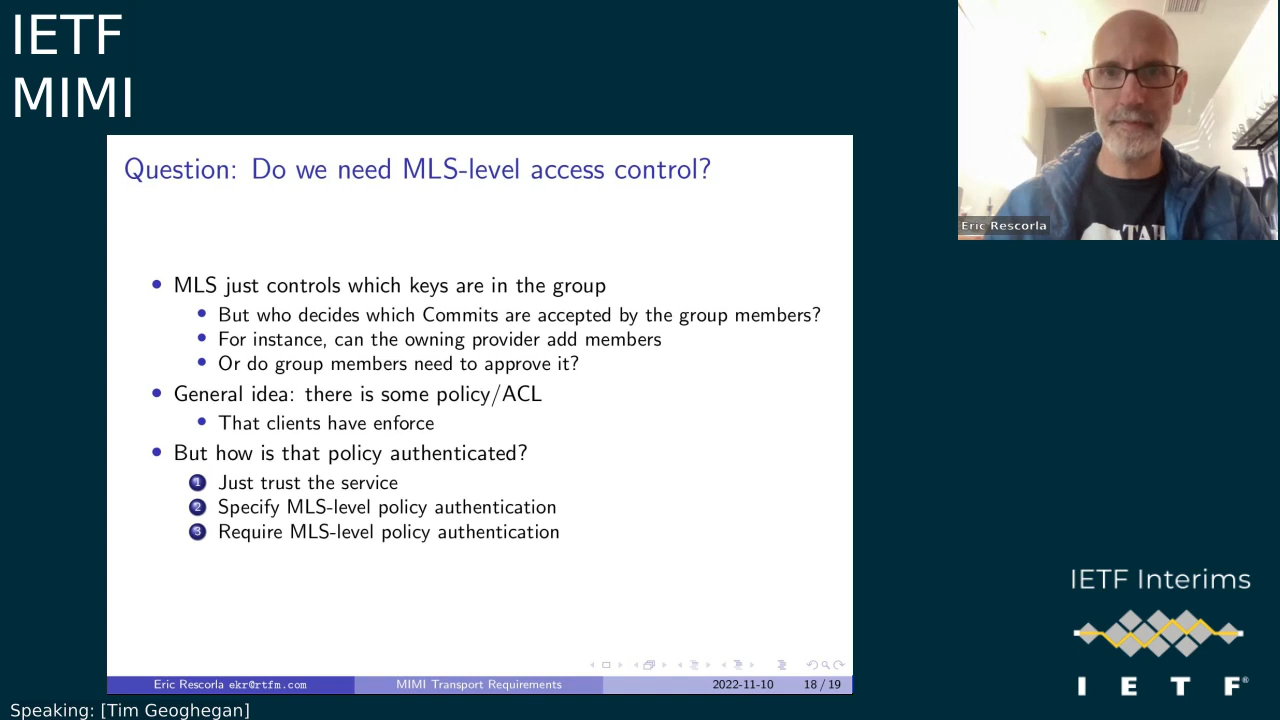 IETF
MIMI
Question: Do we need MLS-level access control?
MLS just controls which keys are in the group
But who decides which Commits are accepted by the group members?
For instance, can the owning provider add members
Or do group members need to approve it?
General idea: there is some policy/ACL
That clients have enforce
But how is that policy authenticated?
1 Just trust the service
2 Specify MLS-level policy authentication
3 Require MLS-level policy authentication
Eric Rescorla ekr@rtfm.com MIMI Transport Requirements 2022-11-10 18 / 19
Eric Rescorla
TAH
IETF Interims
I E T F®
Speaking: [Tim Geoghegan]